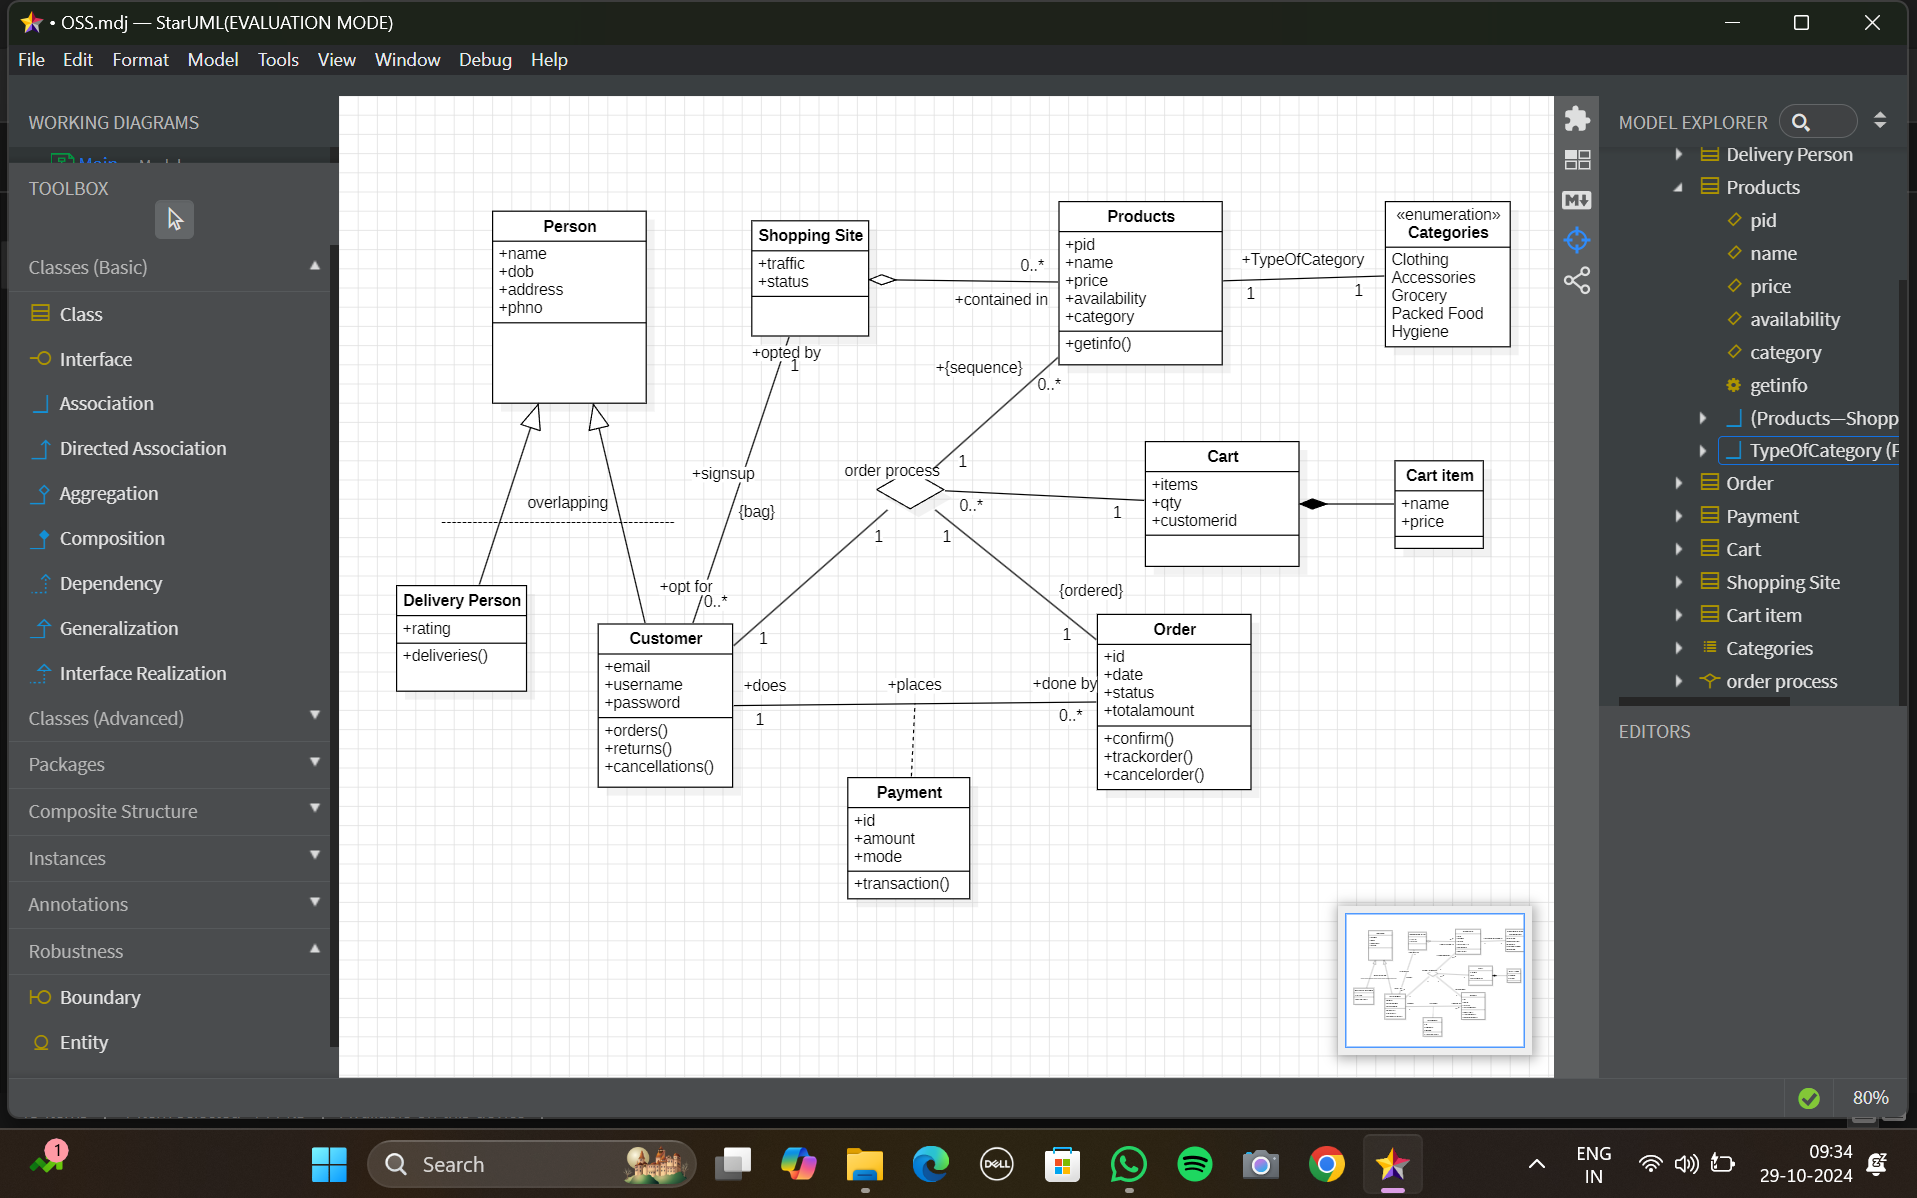 • OSS.mdj — StarUML(EVALUATION MODE)
File Edit Format Model Tools View Window Debug Help
WORKING DIAGRAMS
Main — Model
TOOLBOX
Classes (Basic)
Class
Interface
Association
Directed Association
Aggregation
Composition
Dependency
Generalization
Interface Realization
Classes (Advanced)
Packages
Composite Structure
Instances
Annotations
Robustness
Boundary
Entity
Person
+name
+dob
+address
+phno
Shopping Site
+traffic
+status
0..*
+contained in
Products
+pid
+name
+price
+availability
+category
+getinfo()
+TypeOfCategory
1
1
«enumeration»
Categories
Clothing
Accessories
Grocery
Packed Food
Hygiene
+opted by
1
+{sequence}
0..*
+signsup
{bag}
+opt for
0..*
overlapping
order process
1
0..*
1
1
1
Cart
+items
+qty
+customerid
Cart item
+name
+price
Delivery Person
+rating
+deliveries()
Customer
+email
+username
+password
+orders()
+returns()
+cancellations()
1
{ordered}
1
+does
1
+places
+done by
0..*
Order
+id
+date
+status
+totalamount
+confirm()
+trackorder()
+cancelorder()
Payment
+id
+amount
+mode
+transaction()
M
MODEL EXPLORER
Delivery Person
Products
pid
name
price
availability
category
getinfo
(Products—Shopp
TypeOfCategory (
Order
Payment
Cart
Shopping Site
Cart item
Categories
order process
EDITORS
80%
1
Search
DELL
ENG
IN
09:34
29-10-2024